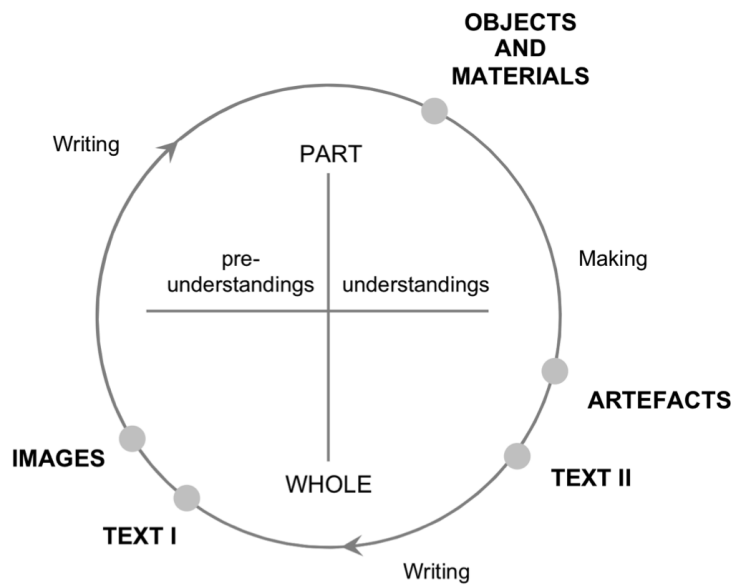 OBJECTS
AND
MATERIALS
Writing
PART
pre-
understandings
understandings
Making
ARTEFACTS
IMAGES
TEXT II
WHOLE
TEXT I
Writing